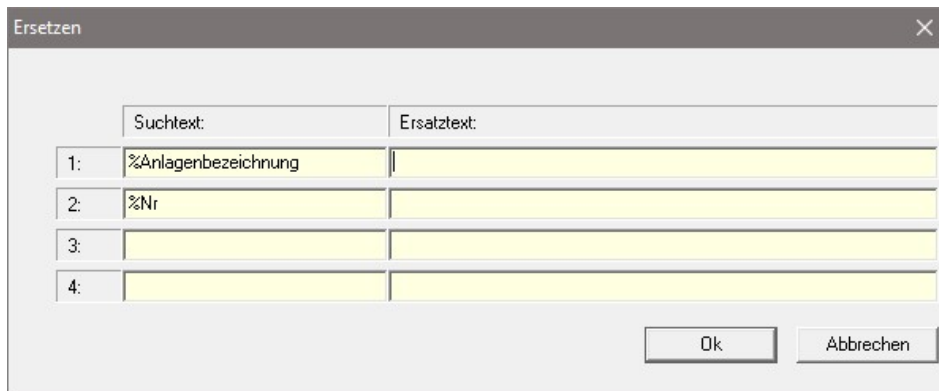 Ersetzen
Suchtext: Ersatztext:
1: %Anlagenbezeichnung
2: %Nr
3:
4:
Ok Abbrechen